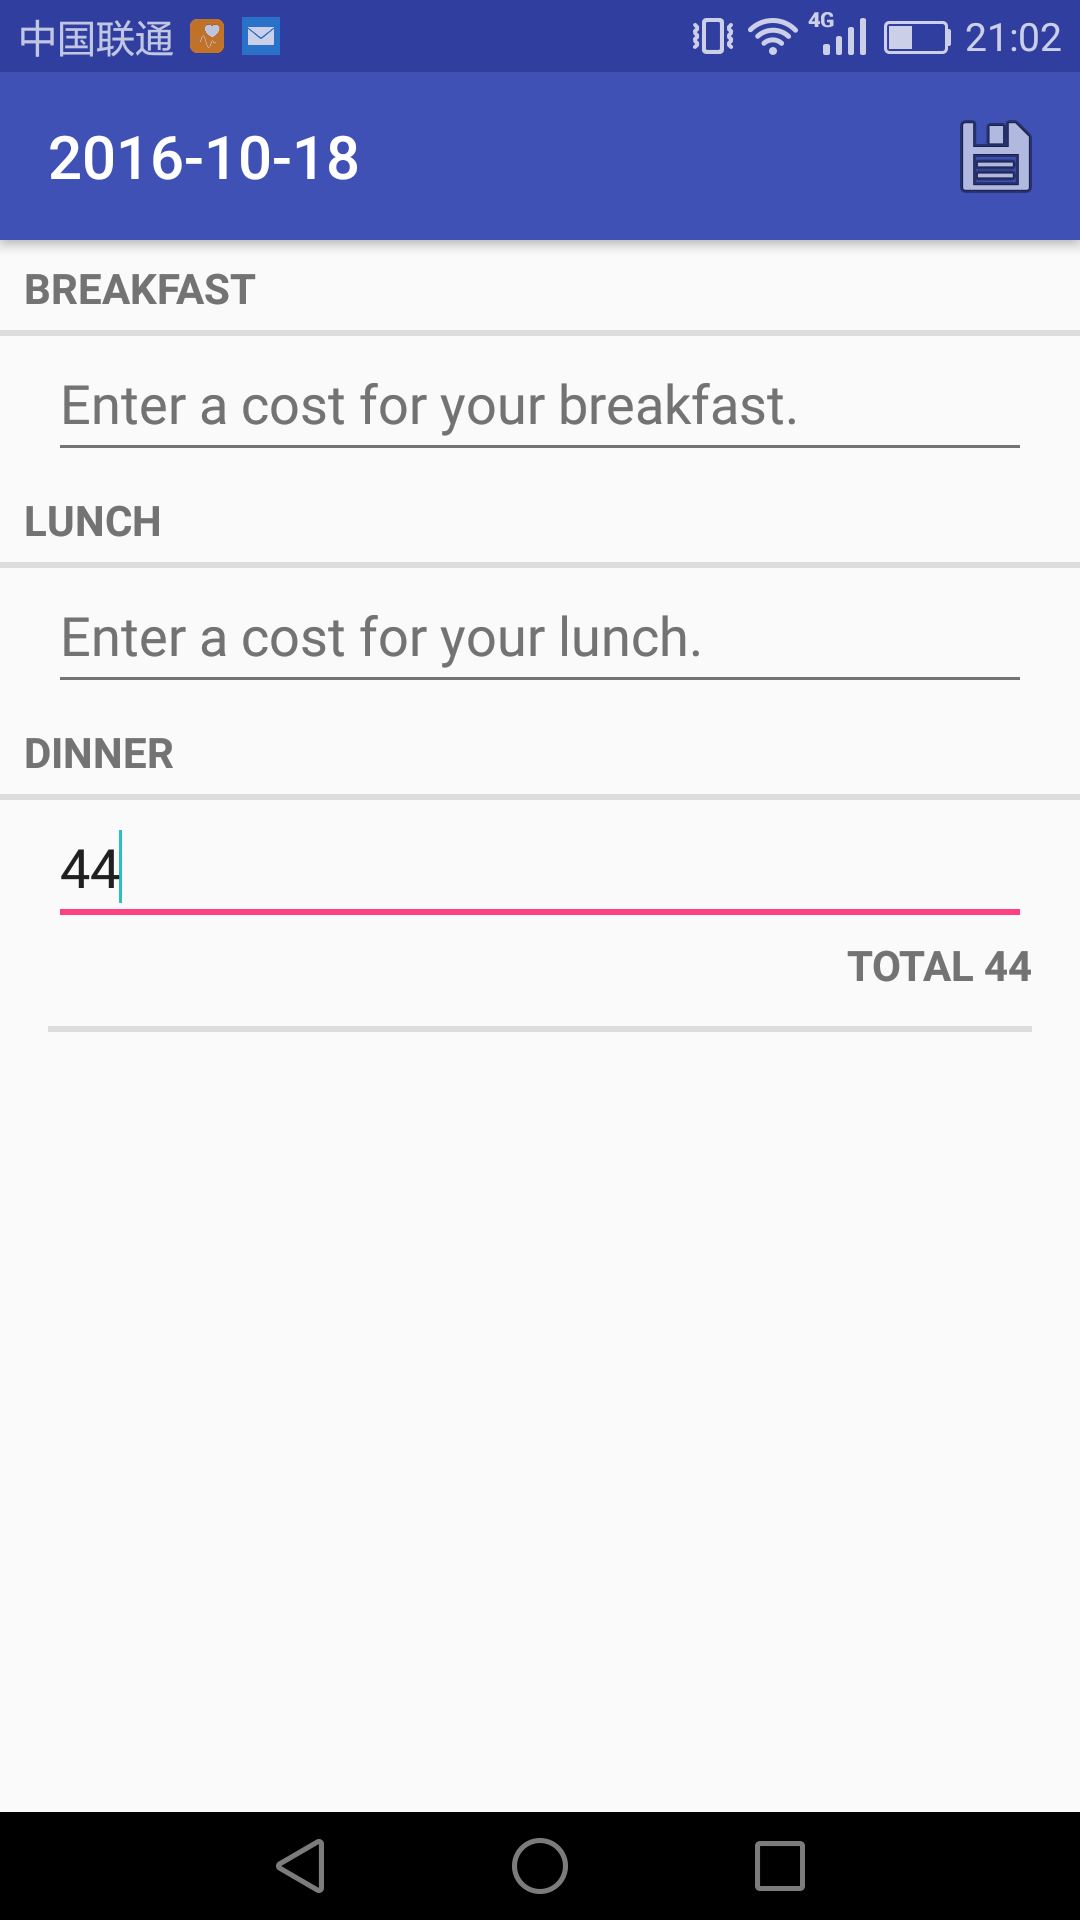 中国联通 4G 21:02
2016-10-18
BREAKFAST
Enter a cost for your breakfast.
LUNCH
Enter a cost for your lunch.
DINNER
44
TOTAL 44